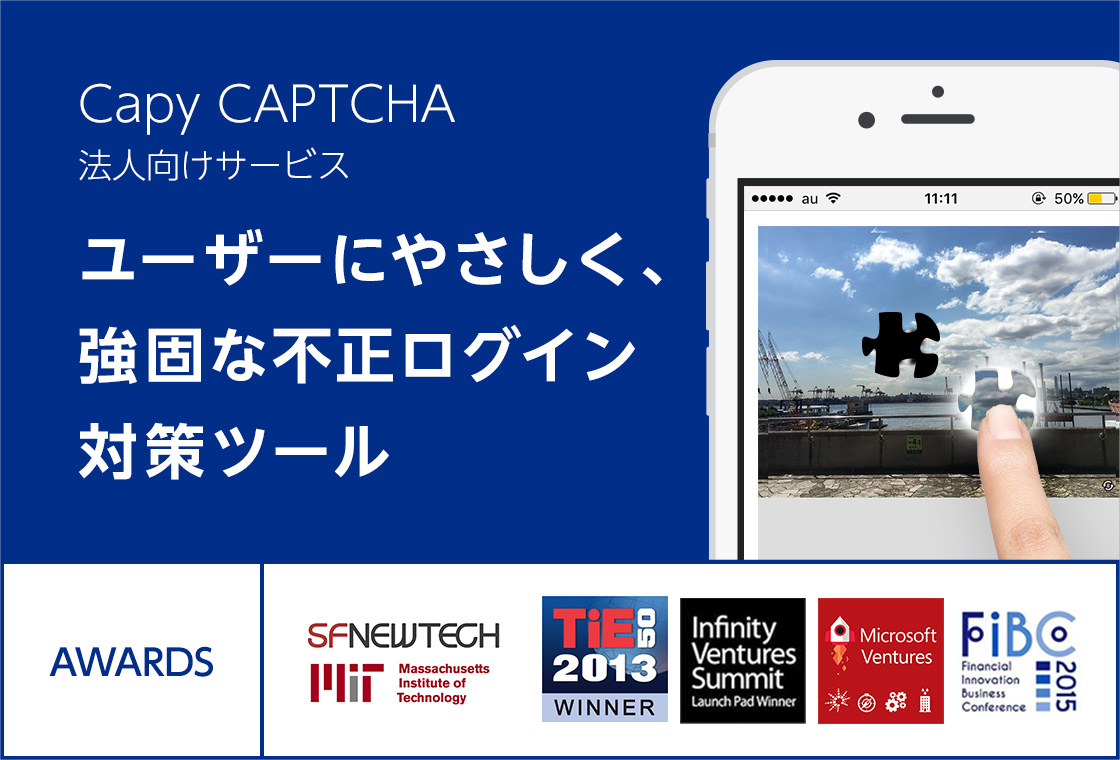 Capy CAPTCHA
法人向けサービス
ユーザーにやさしく、
強固な不正ログイン
対策ツール
au 11:11 50%
AWARDS
SFNEWTECH
MIT Massachusetts
Institute of
Technology
TiE50
2013
WINNER
Infinity
Ventures
Summit
Launch Pad Winner
Microsoft
Ventures
FiBC
Financial
Innovation
Business
Conference
2015